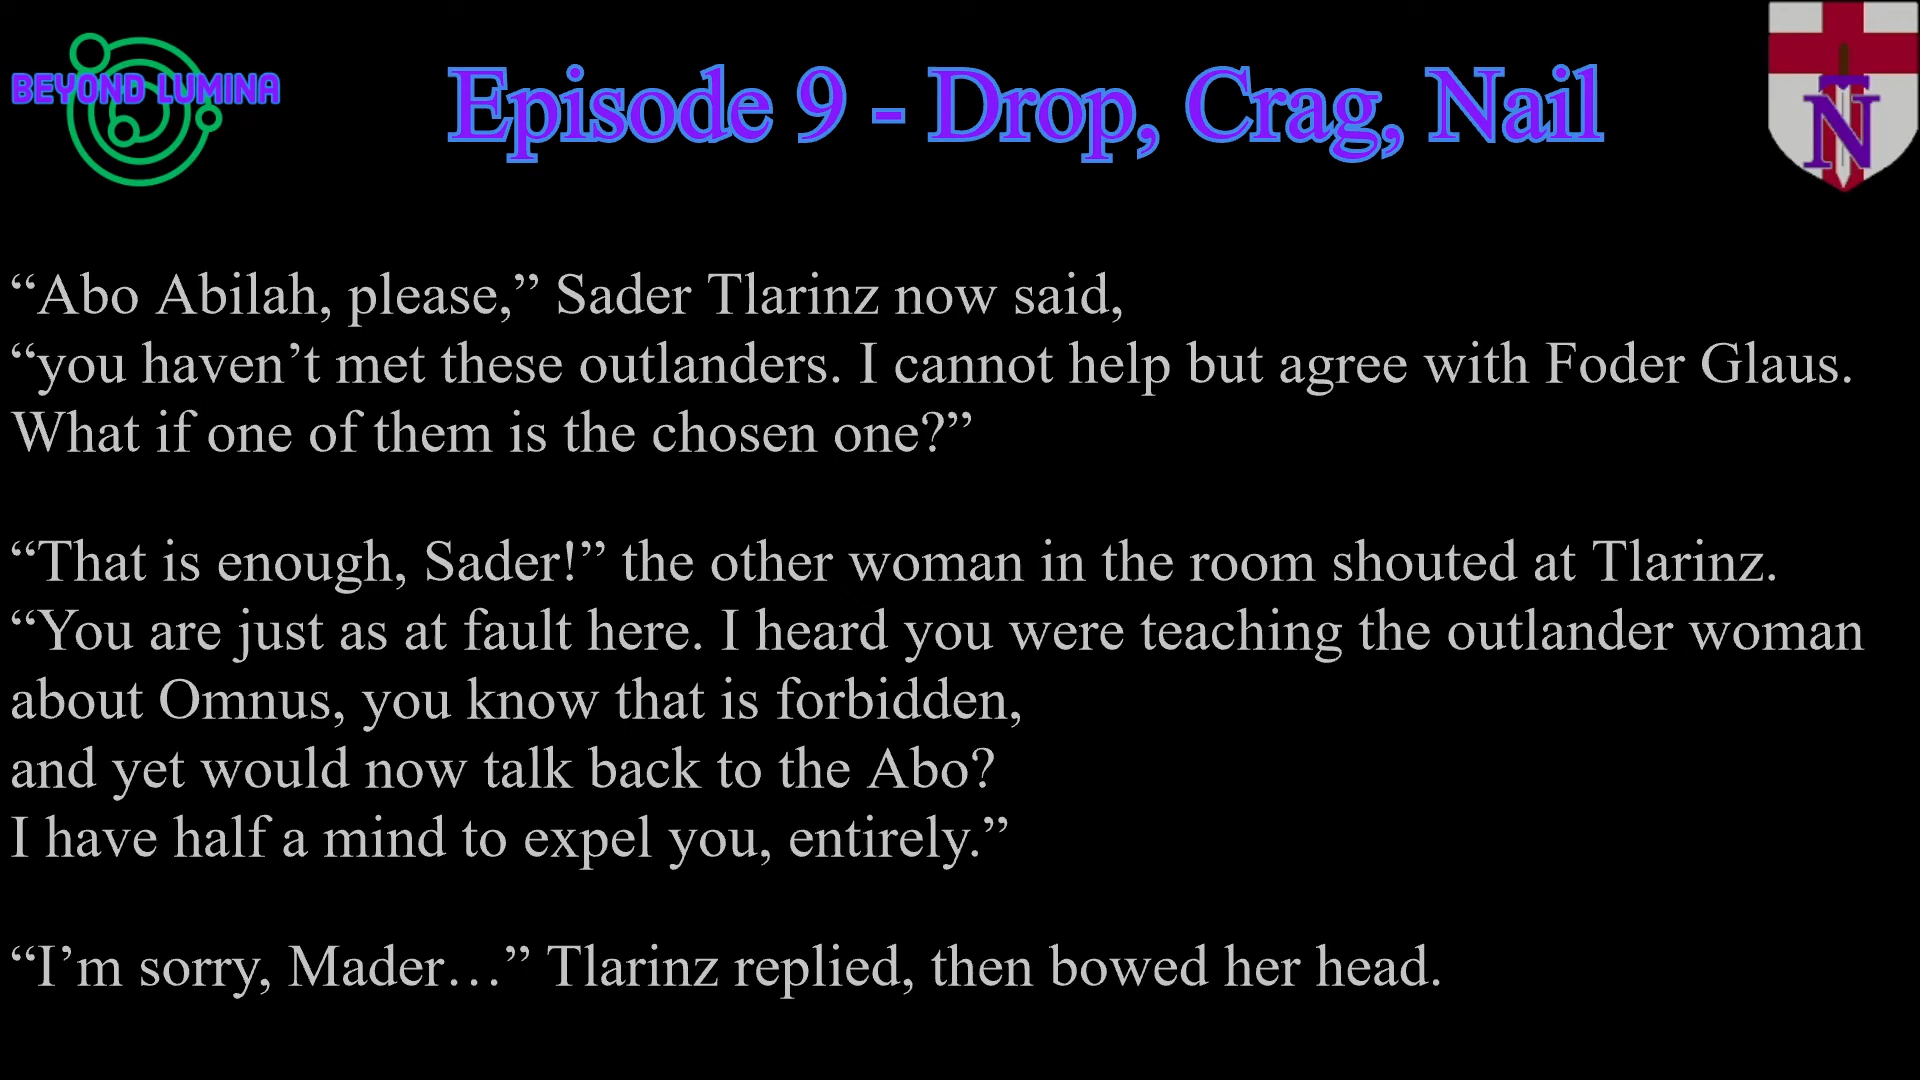 BEYOND LUMINA
Episode 9 - Drop, Crag, Nail
N
“Abo Abilah, please,” Sader Tlarinz now said,
“you haven’t met these outlanders. I cannot help but agree with Foder Glaus.
What if one of them is the chosen one?”
“That is enough, Sader!” the other woman in the room shouted at Tlarinz.
“You are just as at fault here. I heard you were teaching the outlander woman
about Omnus, you know that is forbidden,
and yet would now talk back to the Abo?
I have half a mind to expel you, entirely.”
“I’m sorry, Mader…” Tlarinz replied, then bowed her head.